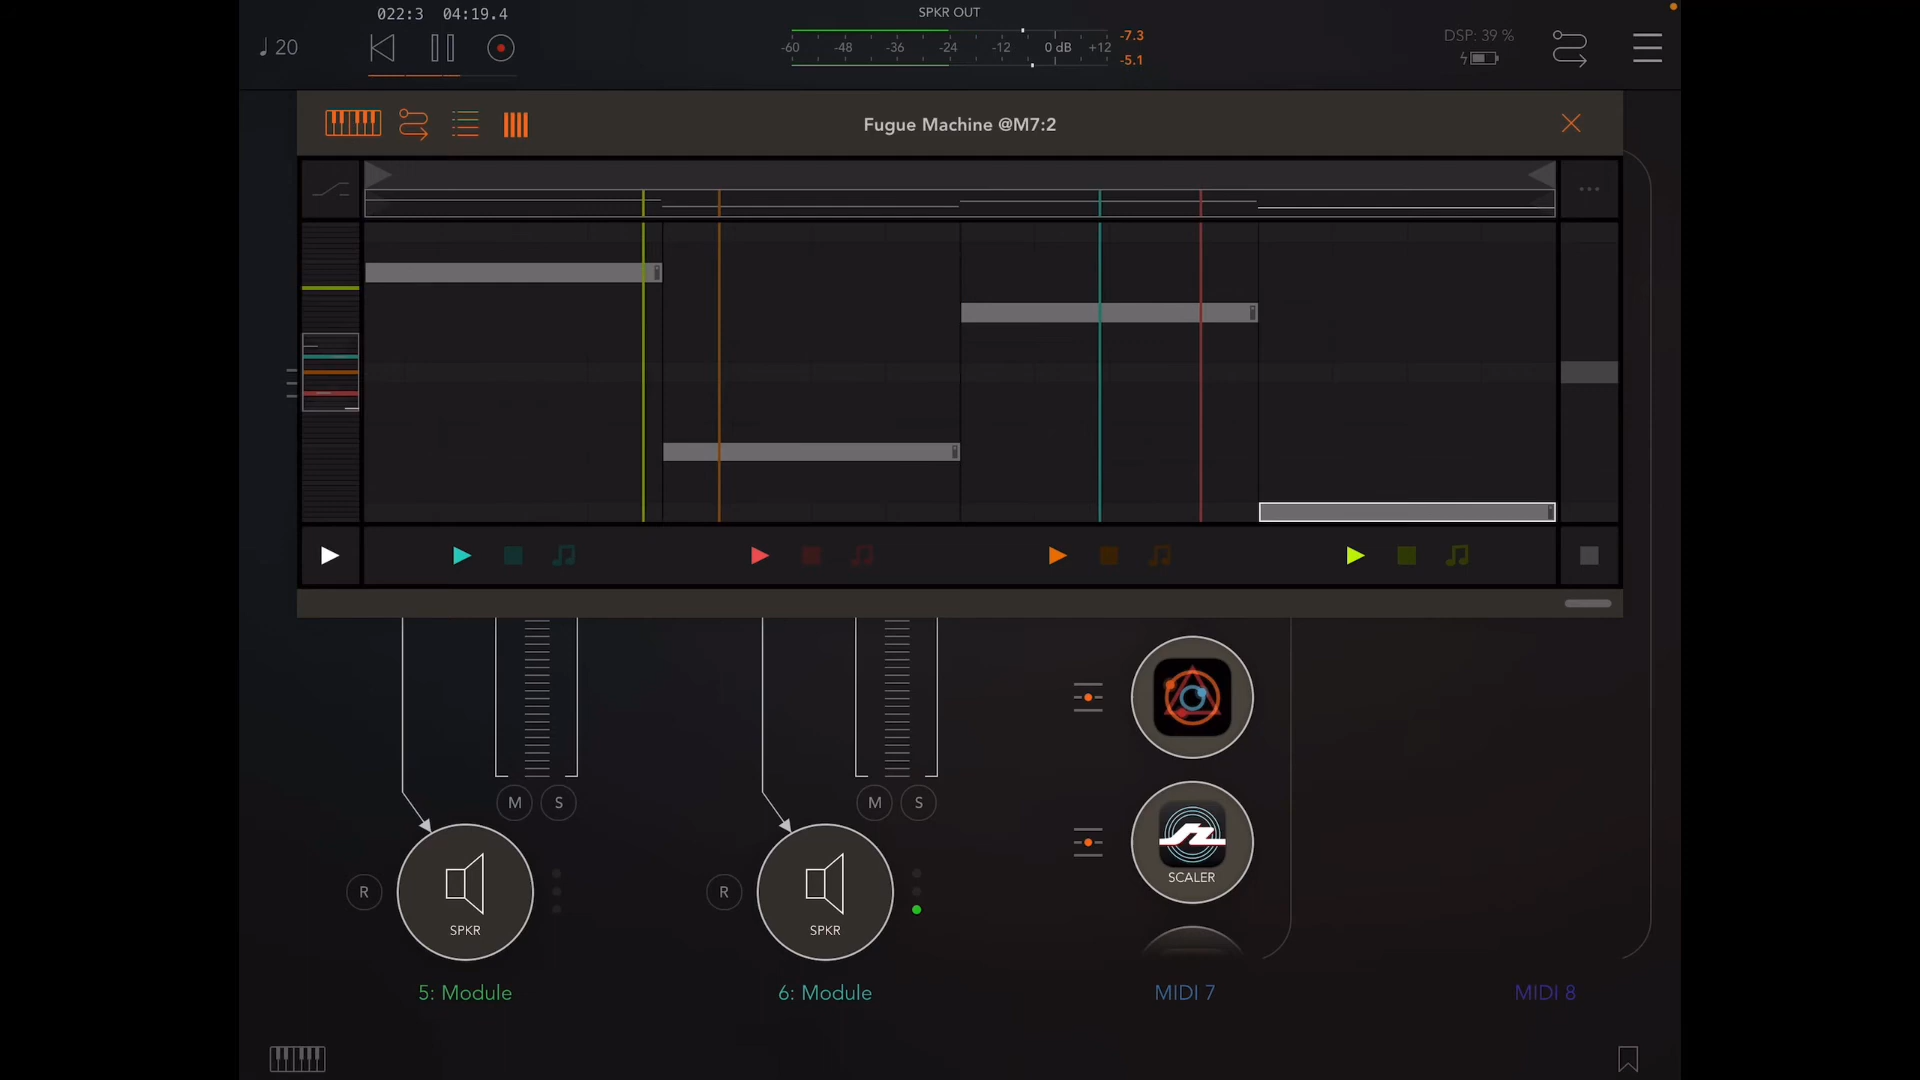 022:3 04:19.4
SPKR OUT
♩ 20
-60 -48 -36 -24 -12 0 dB +12
-7.3
-5.1
DSP: 39 %
Fugue Machine @M7:2
M S
M S
SCALER
R
SPKR
R
SPKR
5: Module
6: Module
MIDI 7
MIDI 8